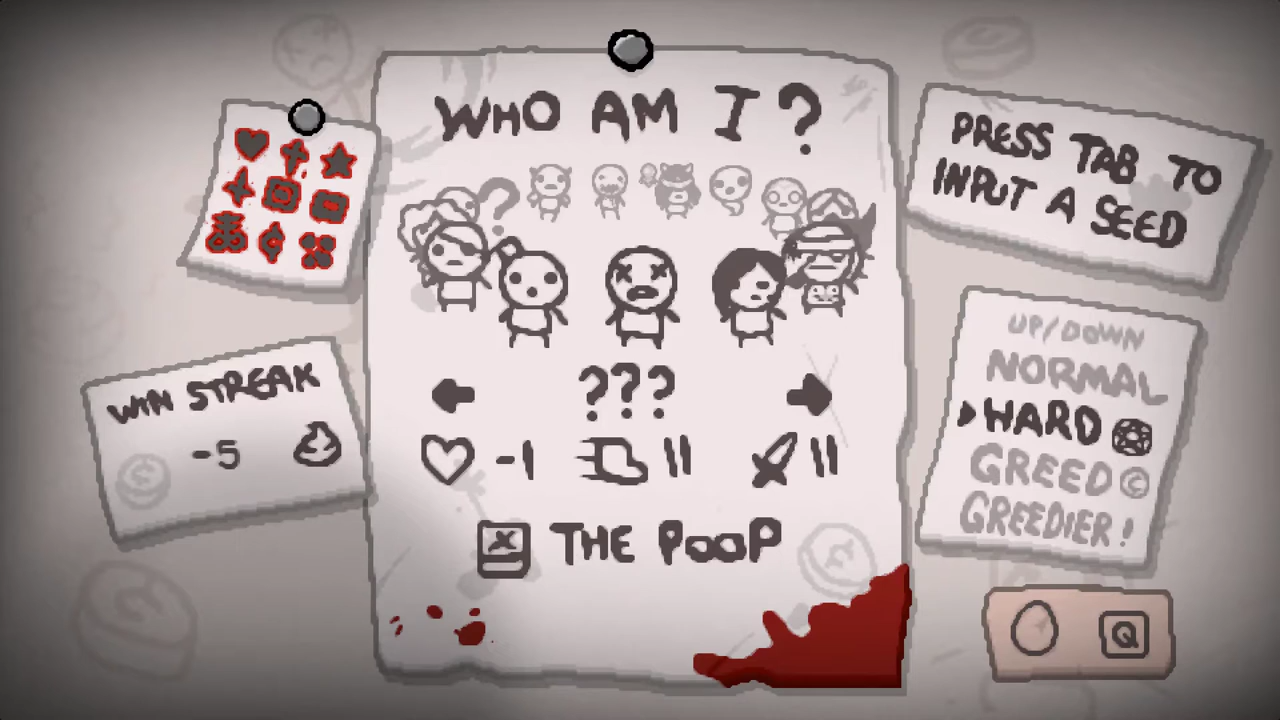 WHO AM I?
PRESS TAB TO
INPUT A SEED
WIN STREAK
-5
???
-1
THE POOP
UP/DOWN
NORMAL
HARD
GREED
GREEDIER!
Q